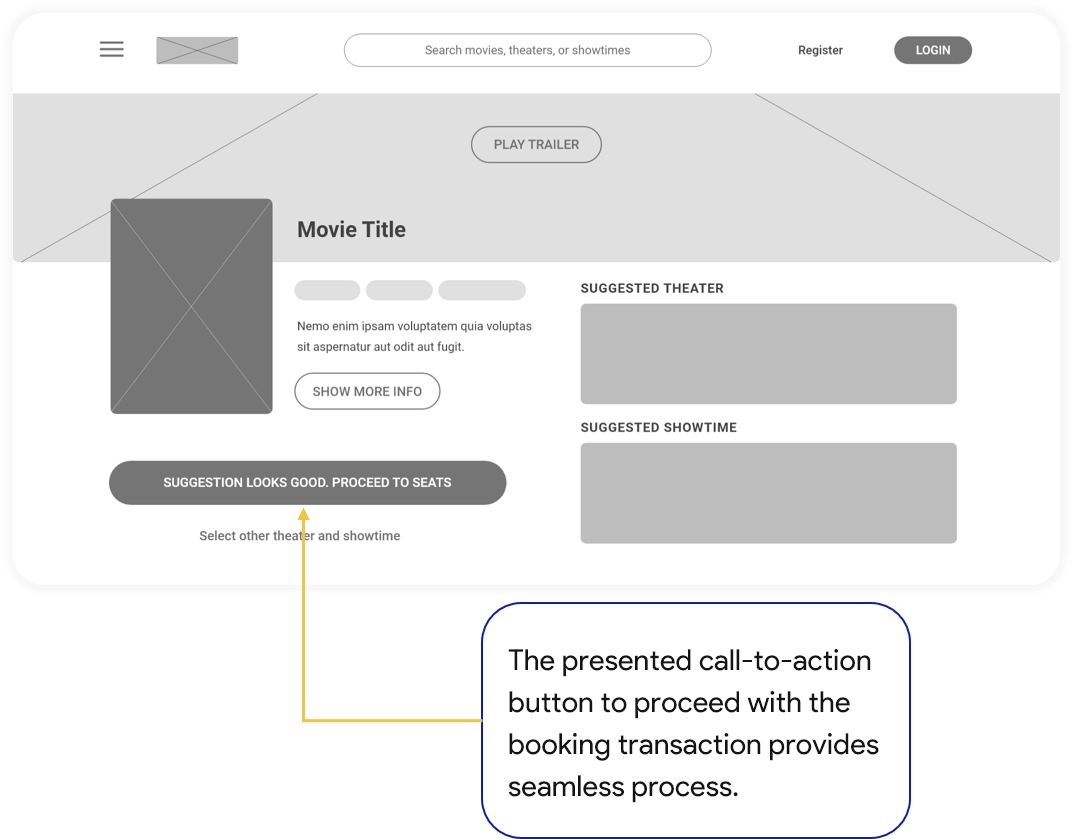 Search movies, theaters, or showtimes
Register
LOGIN
PLAY TRAILER
Movie Title
Nemo enim ipsam voluptatem quia voluptas
sit aspernatur aut odit aut fugit.
SHOW MORE INFO
SUGGESTED THEATER
SUGGESTED SHOWTIME
SUGGESTION LOOKS GOOD. PROCEED TO SEATS
Select other theater and showtime
The presented call-to-action
button to proceed with the
booking transaction provides
seamless process.